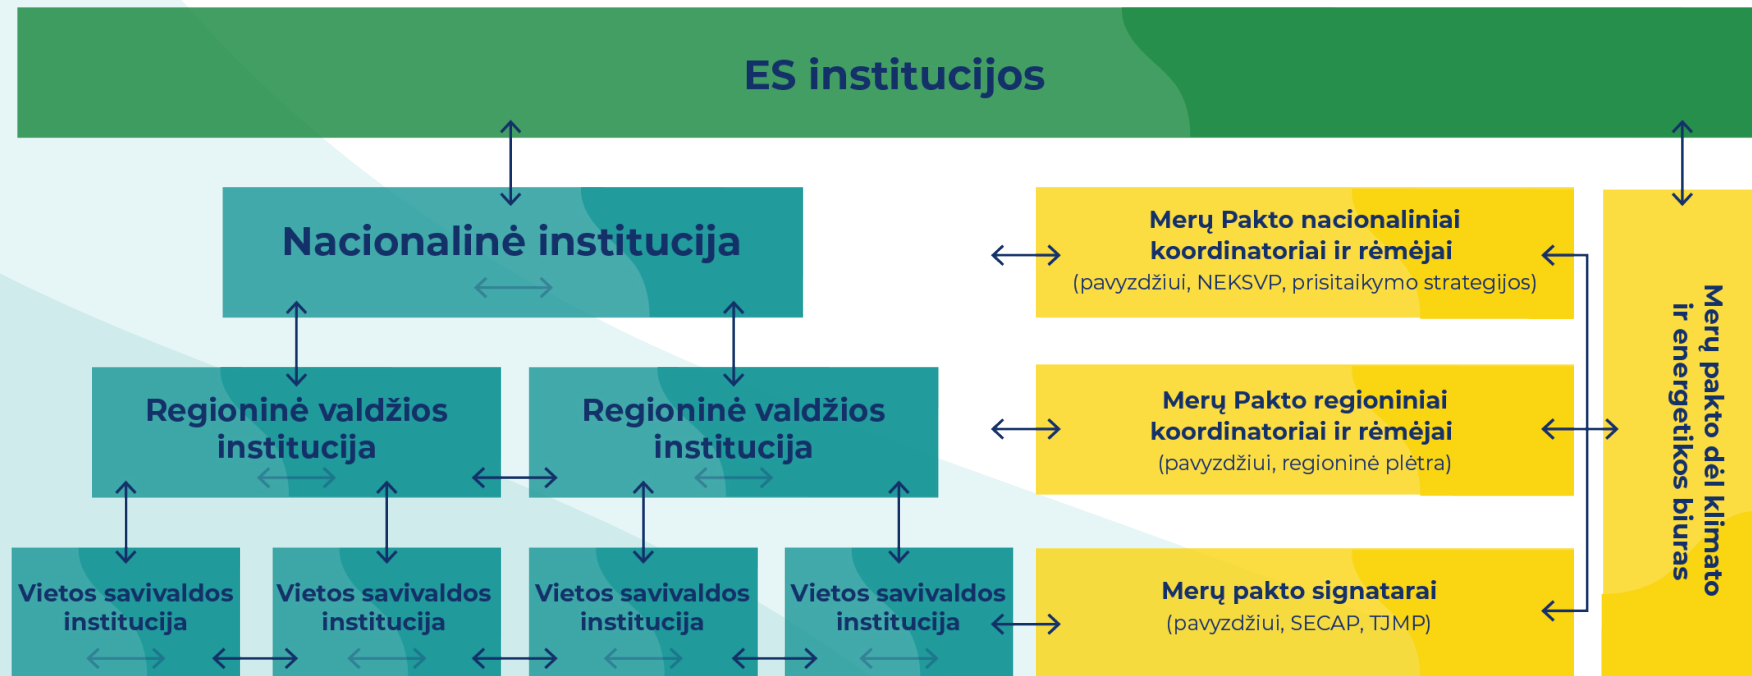 ES institucijos
Nacionalinė institucija
Merų Pakto nacionaliniai
koordinatoriai ir rėmėjai
(pavyzdžiui, NEKSVP, prisitaikymo strategijos)
Regioninė valdžios
institucija
Regioninė valdžios
institucija
Merų Pakto regioniniai
koordinatoriai ir rėmėjai
(pavyzdžiui, regioninė plėtra)
Vietos savivaldos
institucija
Vietos savivaldos
institucija
Vietos savivaldos
institucija
Vietos savivaldos
institucija
Merų pakto signatarai
(pavyzdžiui, SECAP, TJMP)
Merų pakto dėl klimato
ir energetikos biuras